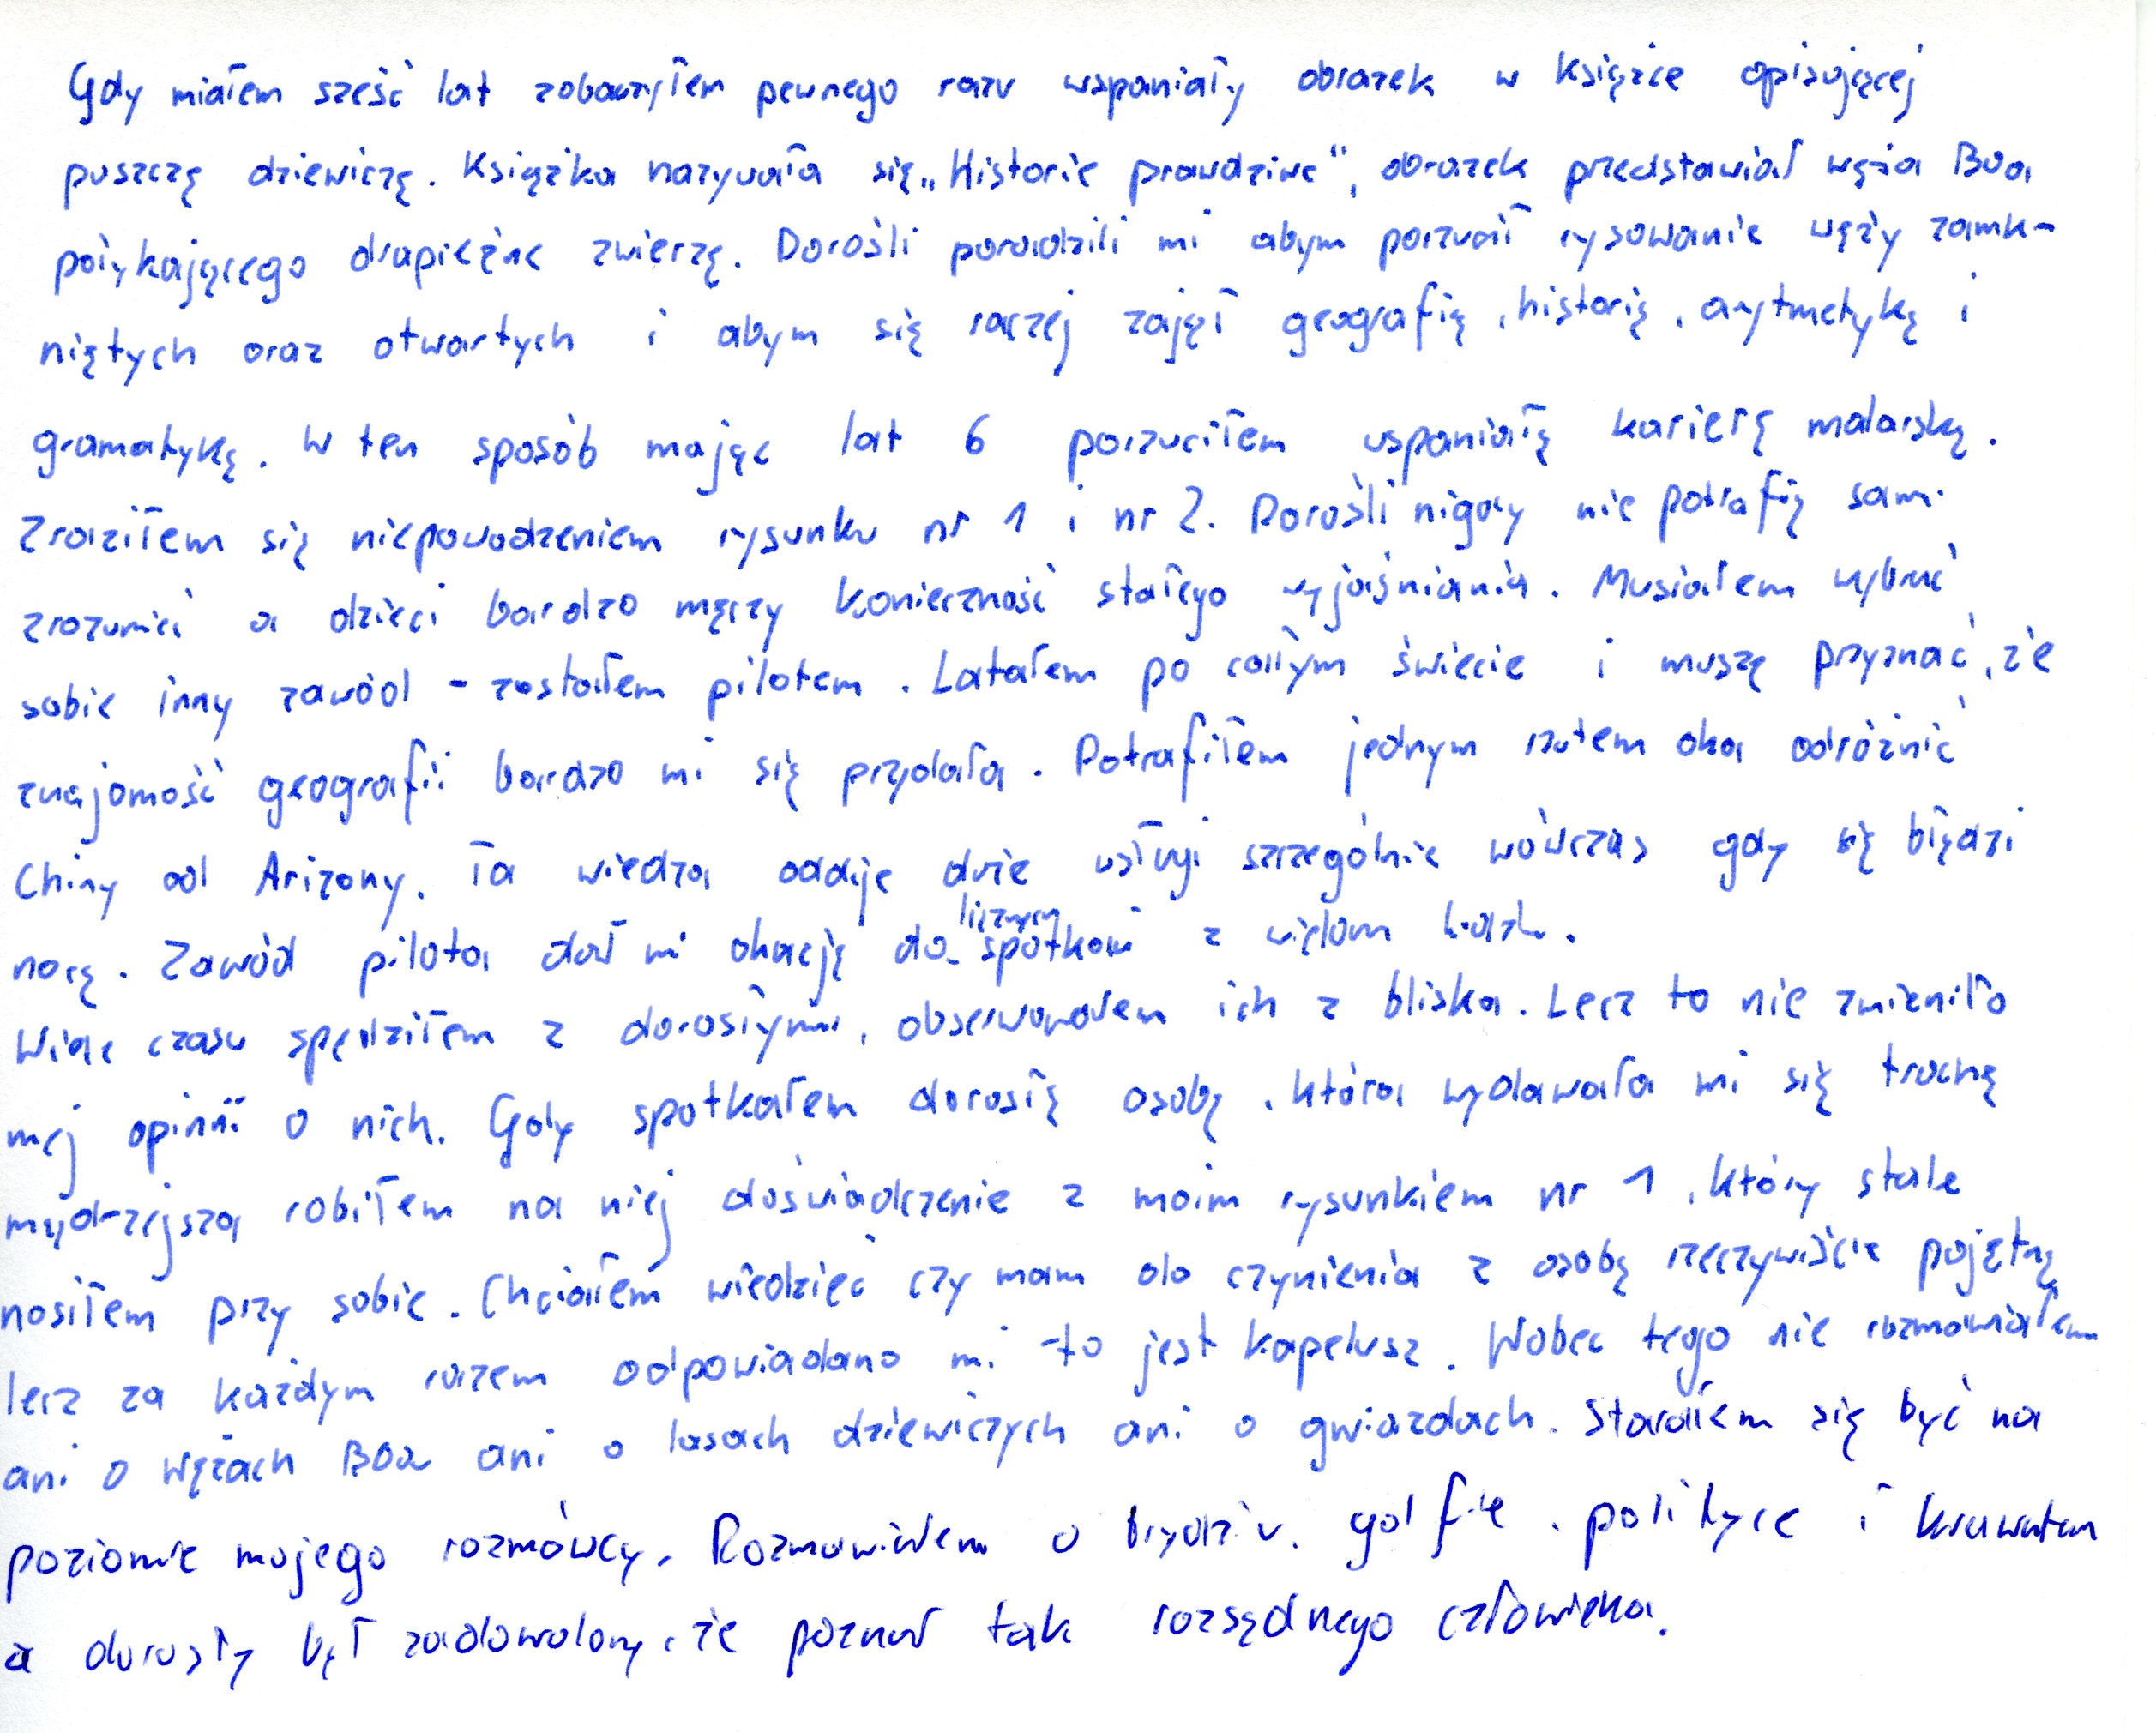 Gdy miałem sześć lat zobaczyłem pewnego razu wspaniały obrazek w książce opisującej
puszczę dziewiczą. Książka nazywała się „Historie prawdziwe", obrazek przedstawiał węża Boa
połykającego drapieżne zwierzę. Dorośli poradzili mi abym porzucił rysowanie węży zamk-
niętych oraz otwartych i abym się raczej zajął geografią, historią, arytmetyką i
gramatyką. W ten sposób mając lat 6 porzuciłem wspaniałą karierę malarską.
Zraziłem się niepowodzeniem rysunku nr 1 i nr 2. Dorośli nigdy nie potrafią sami
zrozumieć a dzieci bardzo męczy konieczność stałego wyjaśniania. Musiałem wybrać
sobie inny zawód - zostałem pilotem. Latałem po całym świecie i muszę przyznać, że
znajomość geografii bardzo mi się przydała. Potrafiłem jednym rzutem oka odróżnić
Chiny od Arizony. Ta wiedza oddaje duże usługi szczególnie wówczas gdy się błądzi
nocą. Zawód pilota dał mi okazję do licznych spotkań z wieloma ludźmi.
Wiele czasu spędziłem z dorosłymi, obserwowałem ich z bliska. Lecz to nie zmieniło
mej opinii o nich. Gdy spotkałem dorosłą osobę, która wydawała mi się trochę
mądrzejsza robiłem na niej doświadczenie z moim rysunkiem nr 1, który stale
nosiłem przy sobie. Chciałem wiedzieć czy mam do czynienia z osobą rzeczywiście pojętną
lecz za każdym razem odpowiadano mi -to jest kapelusz. Wobec tego nie rozmawiałem
ani o wężach Boa ani o lasach dziewiczych ani o gwiazdach. Starałem się być na
poziomie mojego rozmówcy. Rozmawiałem o brydżu, golfie, polityce i krawatach
a dorosły był zadowolony, że poznał tak rozsądnego człowieka.